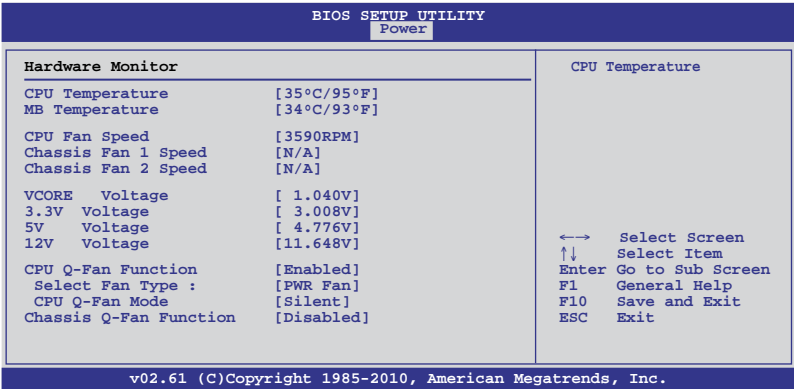 BIOS SETUP UTILITY
Power
Hardware Monitor
CPU Temperature [35ºC/95ºF]
MB Temperature [34ºC/93ºF]
CPU Fan Speed [3590RPM]
Chassis Fan 1 Speed [N/A]
Chassis Fan 2 Speed [N/A]
VCORE Voltage [ 1.040V]
3.3V Voltage [ 3.008V]
5V Voltage [ 4.776V]
12V Voltage [11.648V]
CPU Q-Fan Function [Enabled]
Select Fan Type : [PWR Fan]
CPU Q-Fan Mode [Silent]
Chassis Q-Fan Function [Disabled]
CPU Temperature
←→ Select Screen
↑↓ Select Item
Enter Go to Sub Screen
F1 General Help
F10 Save and Exit
ESC Exit
v02.61 (C)Copyright 1985-2010, American Megatrends, Inc.